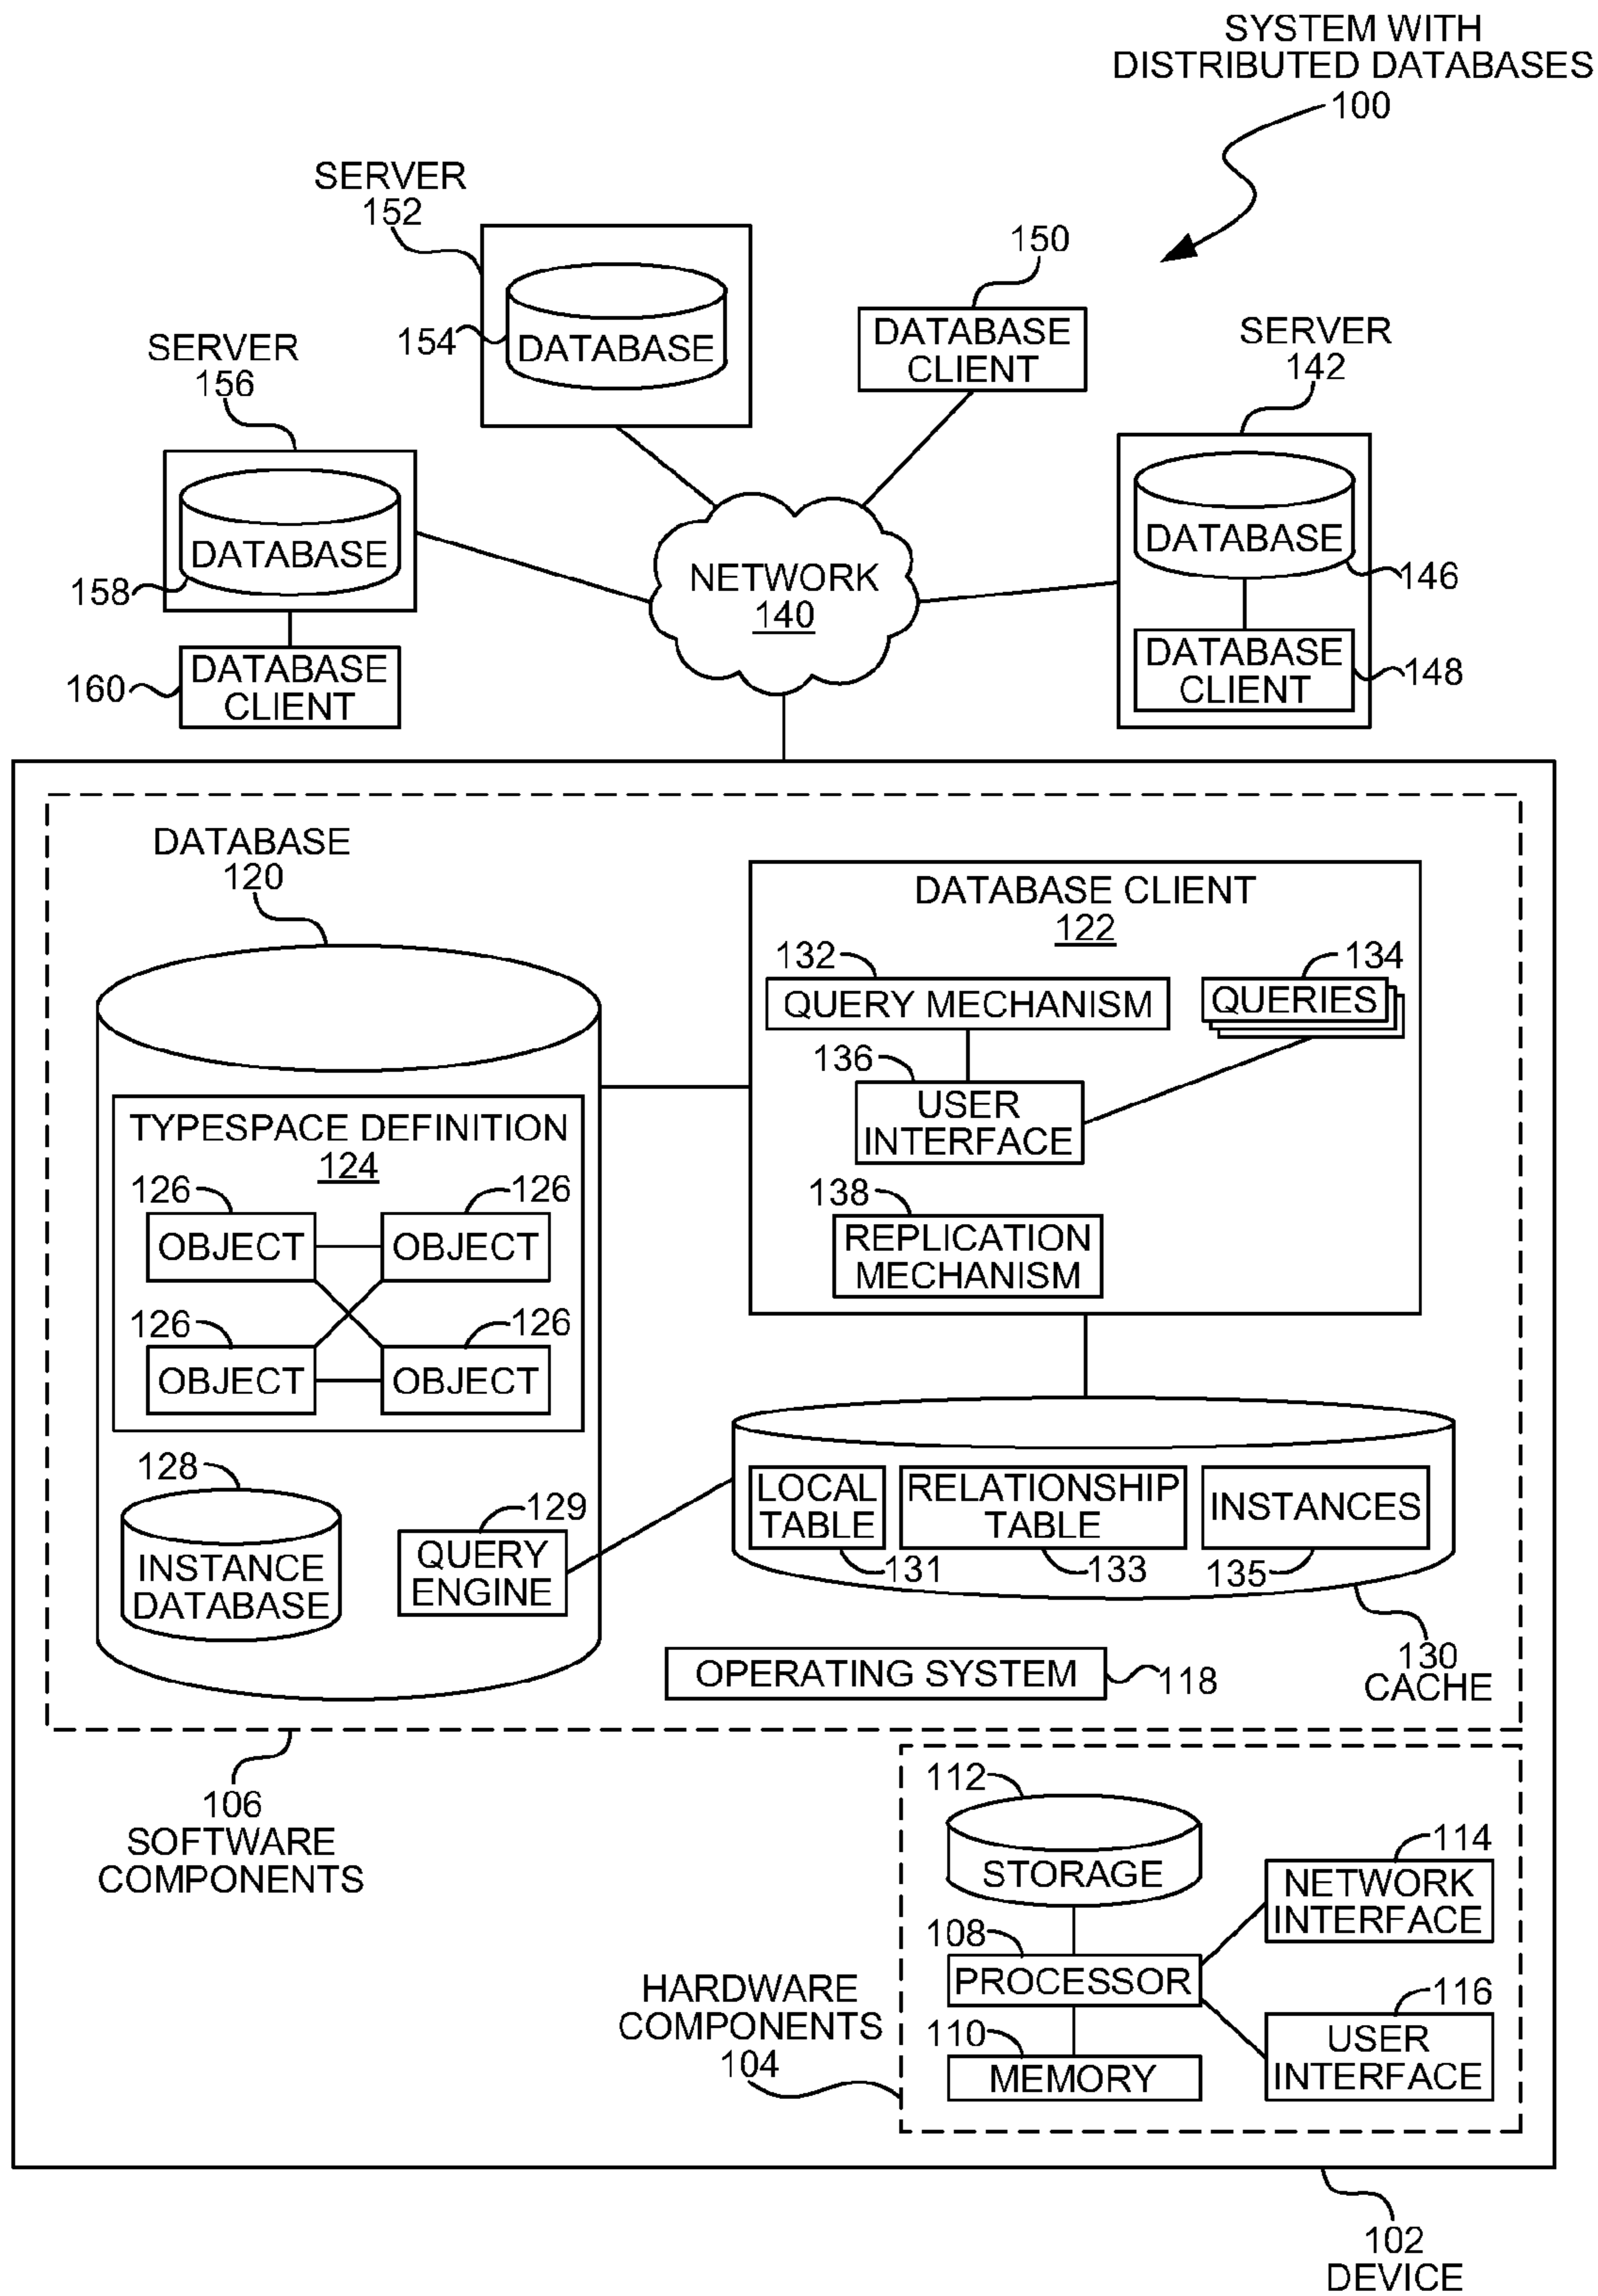 SYSTEM WITH
DISTRIBUTED DATABASES
100
SERVER
152
150
154
DATABASE
DATABASE
CLIENT
SERVER
142
SERVER
156
DATABASE
158
DATABASE
146
NETWORK
140
160
DATABASE
CLIENT
DATABASE
CLIENT
148
DATABASE
120
DATABASE CLIENT
122
132
134
QUERY MECHANISM
QUERIES
136
USER
INTERFACE
TYPESPACE DEFINITION
124
126
126
OBJECT
OBJECT
126
126
OBJECT
OBJECT
138
REPLICATION
MECHANISM
128
INSTANCE
DATABASE
129
QUERY
ENGINE
LOCAL
TABLE
RELATIONSHIP
TABLE
INSTANCES
131
133
135
130
CACHE
OPERATING SYSTEM
118
106
SOFTWARE
COMPONENTS
112
STORAGE
114
NETWORK
INTERFACE
108
PROCESSOR
HARDWARE
COMPONENTS
104
110
MEMORY
116
USER
INTERFACE
102
DEVICE